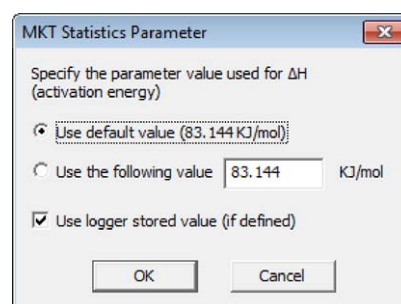 MKT Statistics Parameter
Specify the parameter value used for ΔH
(activation energy)
Use default value (83.144 KJ/mol)
Use the following value 83.144 KJ/mol
Use logger stored value (if defined)
OK Cancel